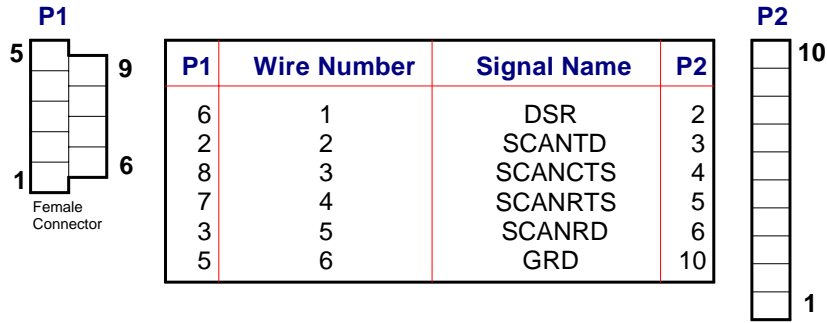 P1
5
9
1
6
Female
Connector
P1 Wire Number Signal Name P2
6 1 DSR 2
2 2 SCANTD 3
8 3 SCANCTS 4
7 4 SCANRTS 5
3 5 SCANRD 6
5 6 GRD 10
P2
10
1